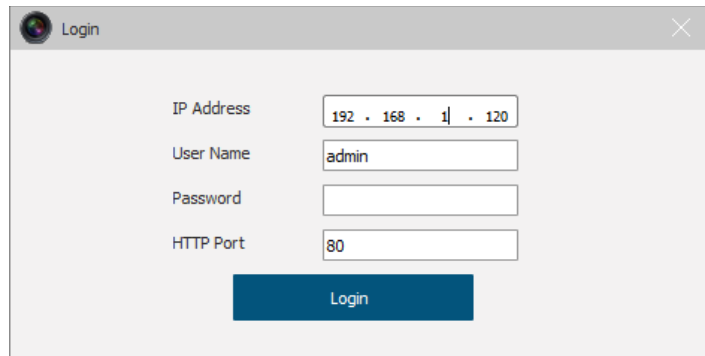 Login
IP Address 192 . 168 . 1 . 120
User Name admin
Password
HTTP Port 80
Login